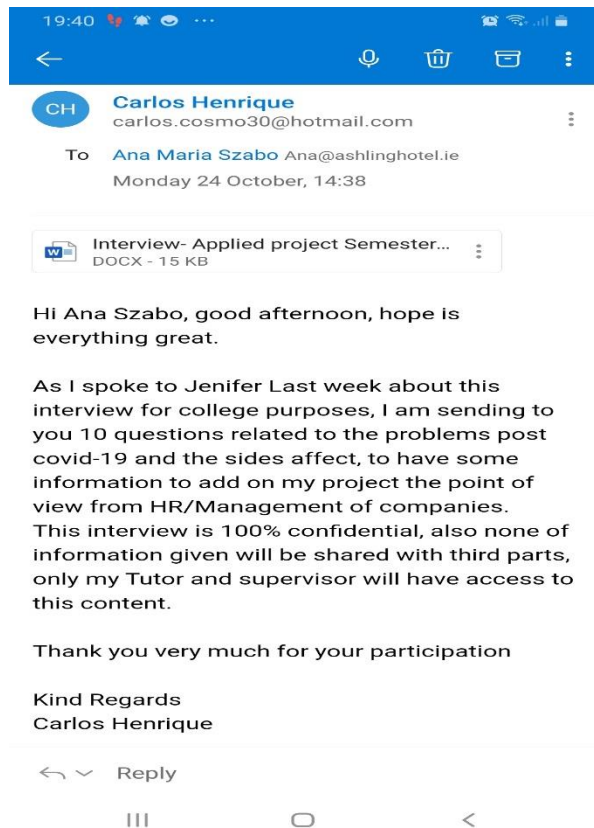 19:40
CH
Carlos Henrique
carlos.cosmo30@hotmail.com
To Ana Maria Szabo Ana@ashlinghotel.ie
Monday 24 October, 14:38
Interview- Applied project Semester...
DOCX - 15 KB
Hi Ana Szabo, good afternoon, hope is
everything great.
As I spoke to Jenifer Last week about this
interview for college purposes, I am sending to
you 10 questions related to the problems post
covid-19 and the sides affect, to have some
information to add on my project the point of
view from HR/Management of companies.
This interview is 100% confidential, also none of
information given will be shared with third parts,
only my Tutor and supervisor will have access to
this content.
Thank you very much for your participation
Kind Regards
Carlos Henrique
Reply